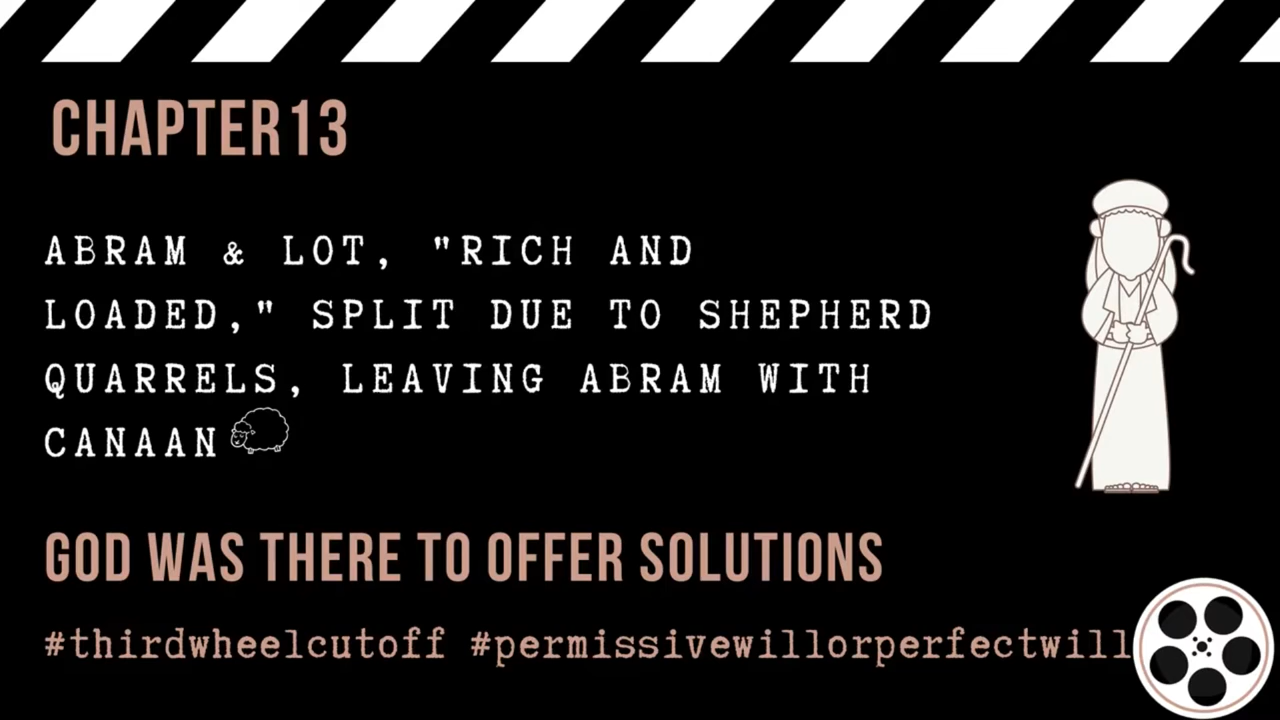 CHAPTER13
ABRAM & LOT, "RICH AND
LOADED," SPLIT DUE TO SHEPHERD
QUARRELS, LEAVING ABRAM WITH
CANAAN
GOD WAS THERE TO OFFER SOLUTIONS
#thirdwheelcutoff #permissivewillorperfectwill